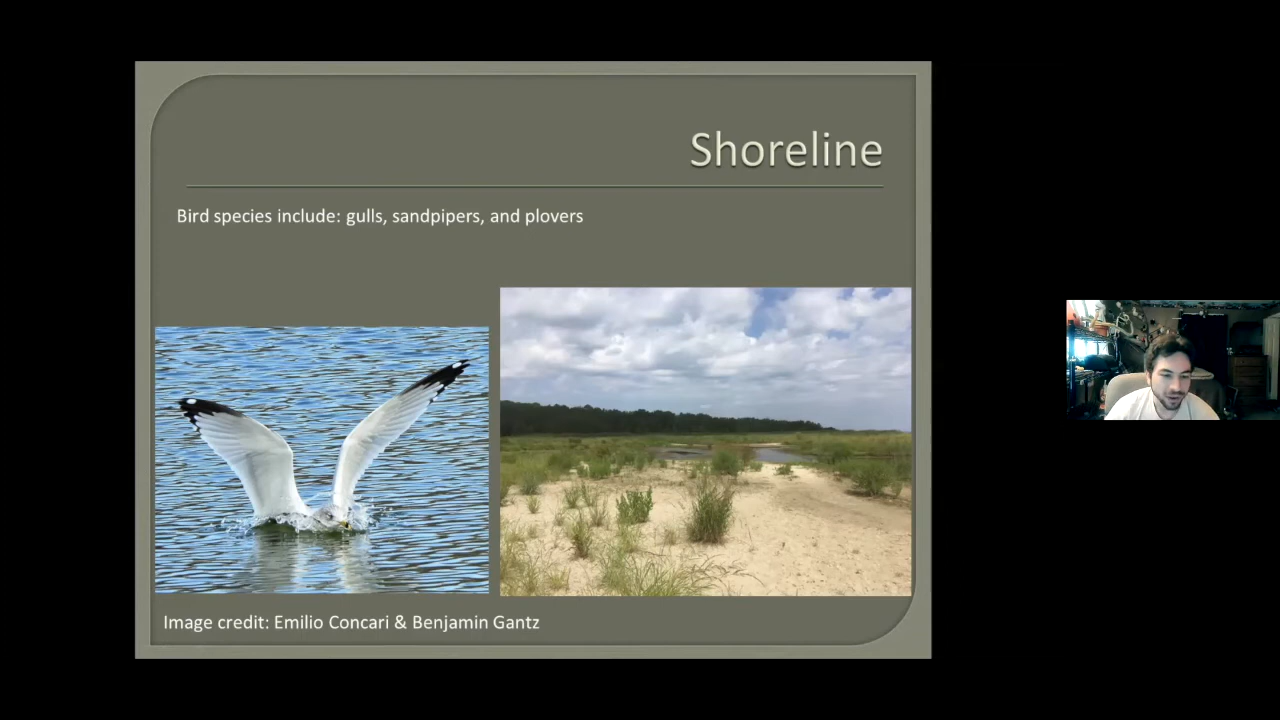 Shoreline
Bird species include: gulls, sandpipers, and plovers
Image credit: Emilio Concari & Benjamin Gantz